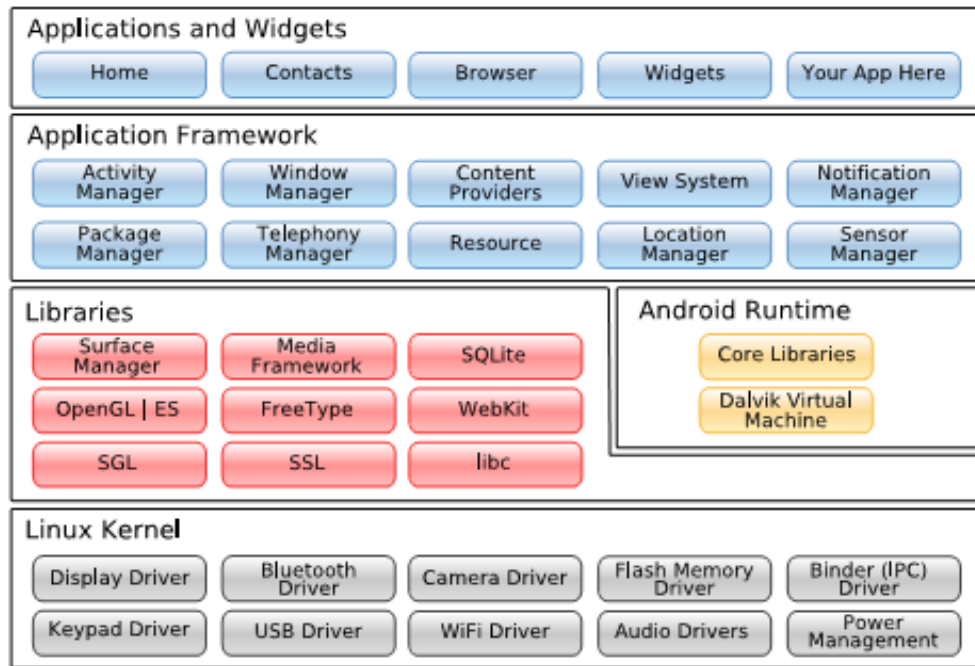 Applications and Widgets
Home
Contacts
Browser
Widgets
Your App Here
Application Framework
Activity
Manager
Window
Manager
Content
Providers
View System
Notification
Manager
Package
Manager
Telephony
Manager
Resource
Location
Manager
Sensor
Manager
Libraries
Surface
Manager
Media
Framework
SQLite
OpenGL | ES
FreeType
WebKit
SGL
SSL
libc
Android Runtime
Core Libraries
Dalvik Virtual
Machine
Linux Kernel
Display Driver
Bluetooth
Driver
Camera Driver
Flash Memory
Driver
Binder (IPC)
Driver
Keypad Driver
USB Driver
WiFi Driver
Audio Drivers
Power
Management